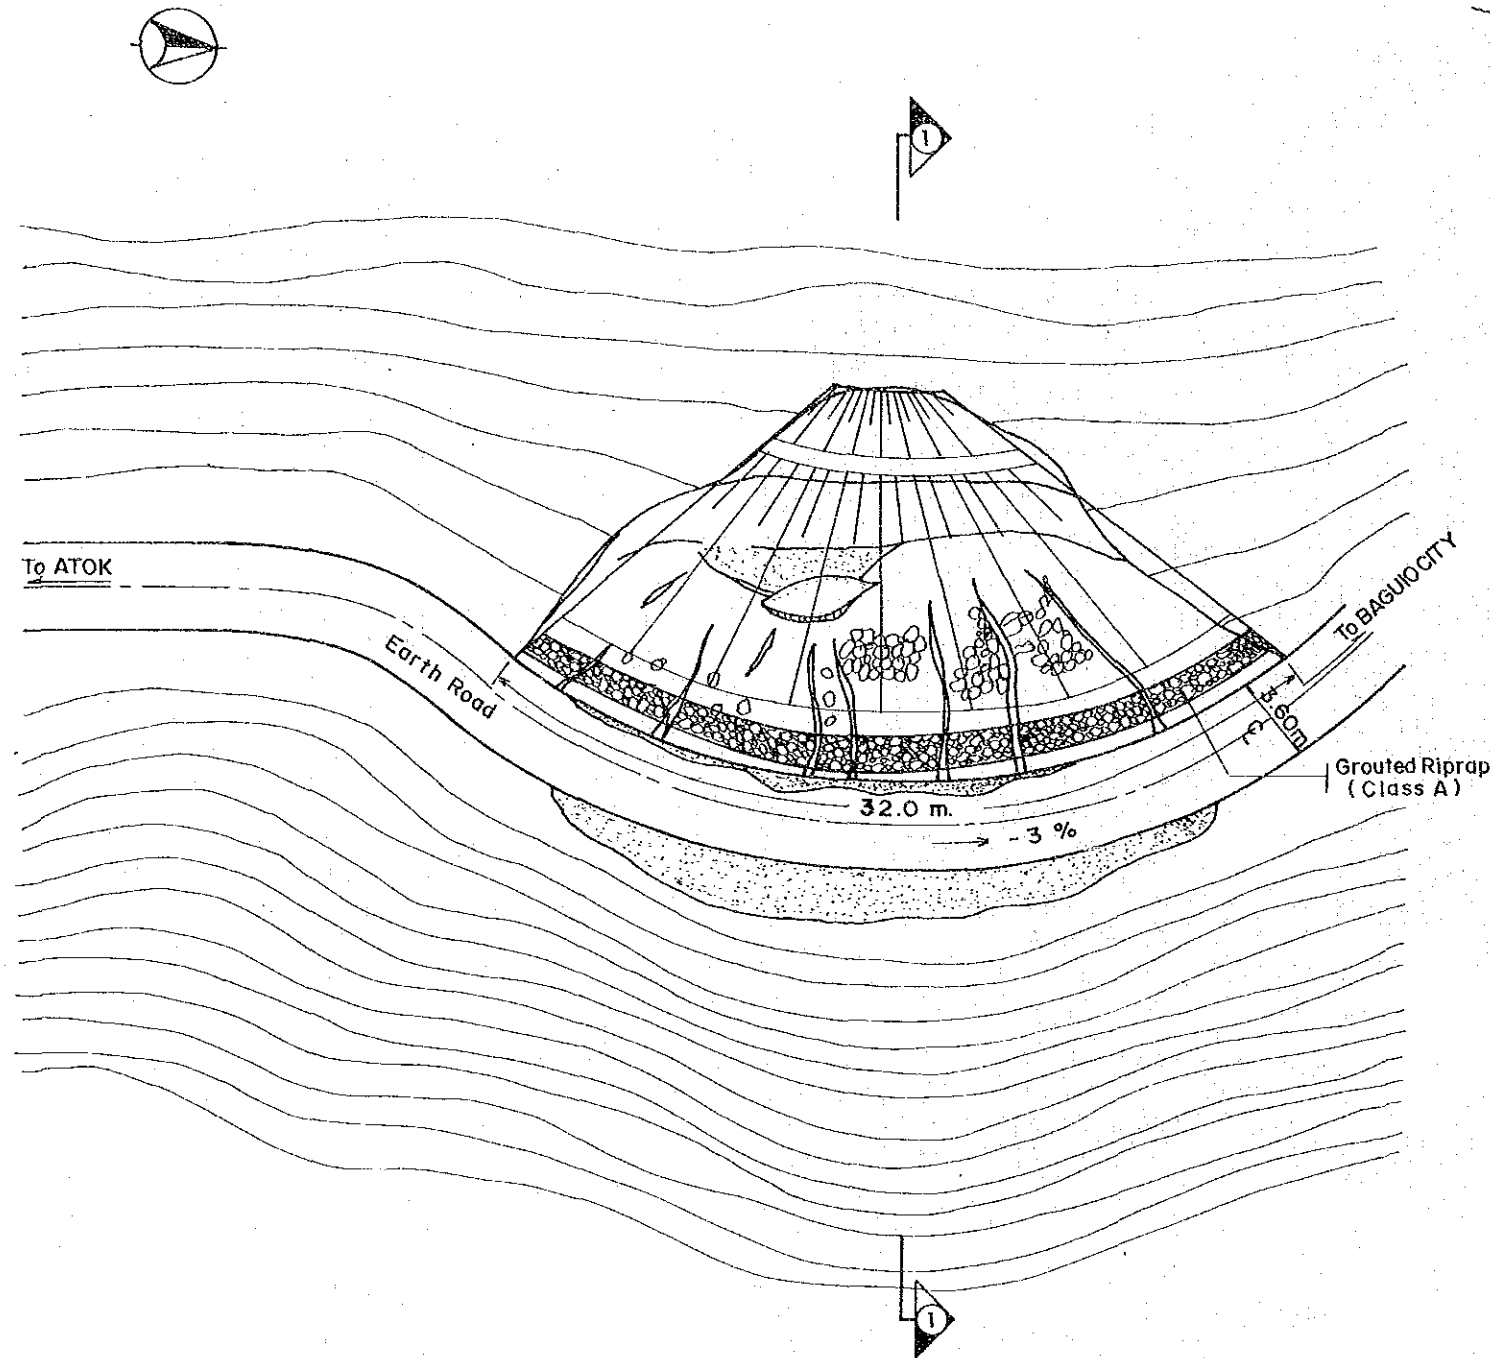 1
To ATOK
To BAGUIO CITY
Earth Road
3.60m
Grouted Riprap
(Class A)
32.0 m.
- 3 %
1